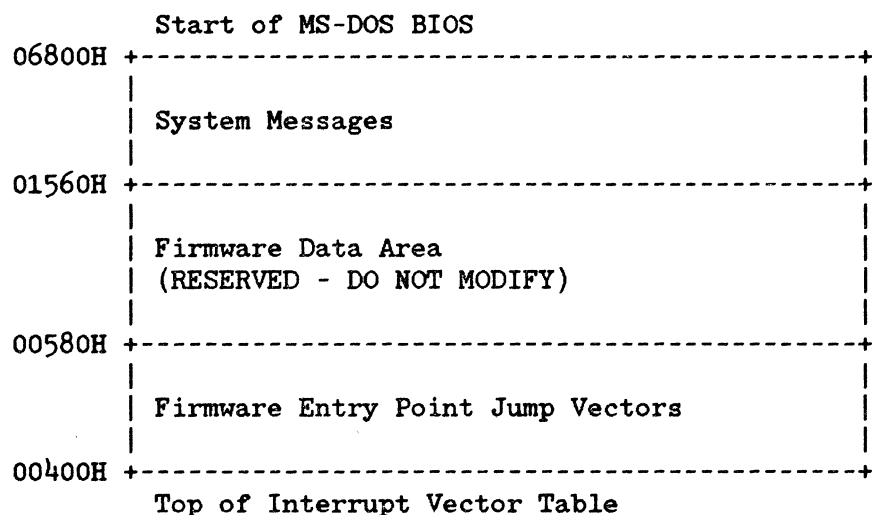 Start of MS-DOS BIOS
06800H +---------------------------------------------+
System Messages
01560H +---------------------------------------------+
Firmware Data Area
(RESERVED - DO NOT MODIFY)
00580H +---------------------------------------------+
Firmware Entry Point Jump Vectors
00400H +---------------------------------------------+
Top of Interrupt Vector Table